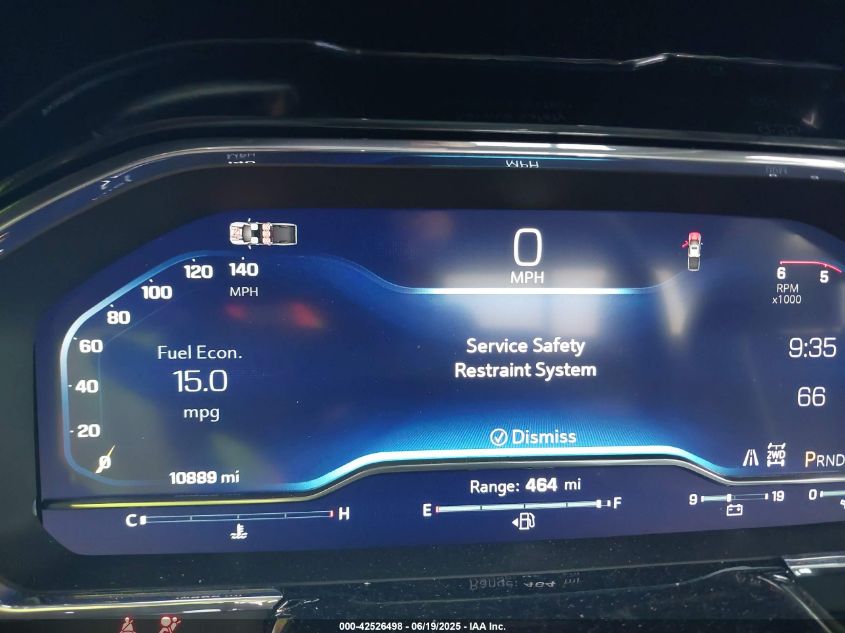 0
MPH
120 140
MPH
100
80
60
40
20
0
Fuel Econ.
15.0
mpg
10889 mi
Service Safety
Restraint System
Dismiss
6 5
RPM
x1000
9:35
66
2WD
PRND
Range: 464 mi
C H
E F
9 19
0
000-42526498 - 06/19/2025 - IAA Inc.